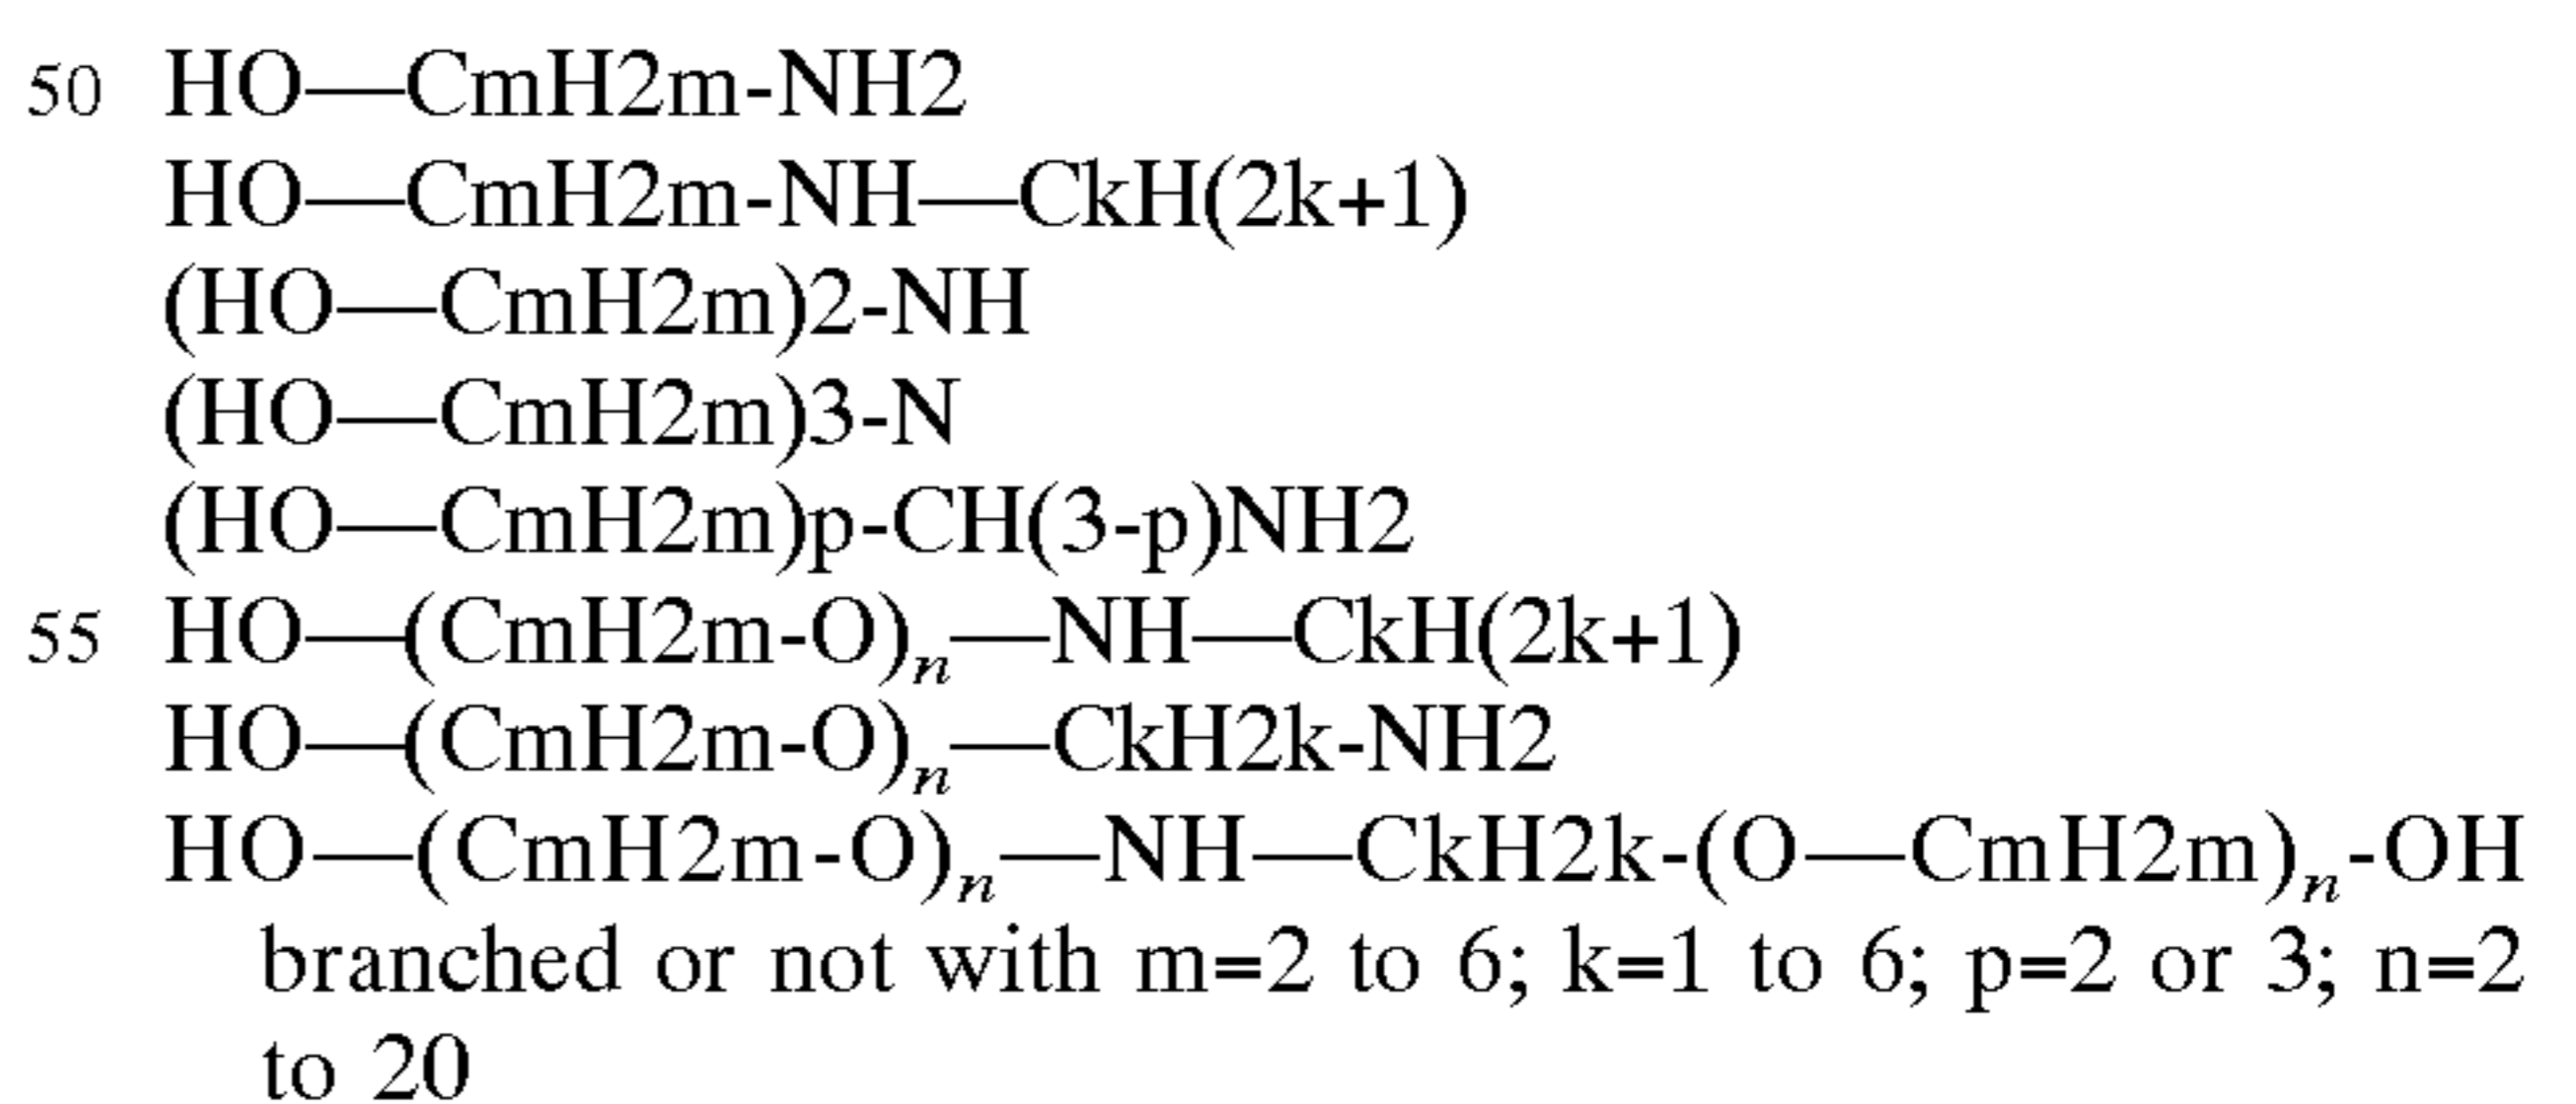 50 HO—CmH2m-NH2
HO—CmH2m-NH—CkH(2k+1)
(HO—CmH2m)2-NH
(HO—CmH2m)3-N
(HO—CmH2m)p-CH(3-p)NH2
55 HO—(CmH2m-O)n—NH—CkH(2k+1)
HO—(CmH2m-O)n—CkH2k-NH2
HO—(CmH2m-O)n—NH—CkH2k-(O—CmH2m)n-OH
branched or not with m=2 to 6; k=1 to 6; p=2 or 3; n=2
to 20